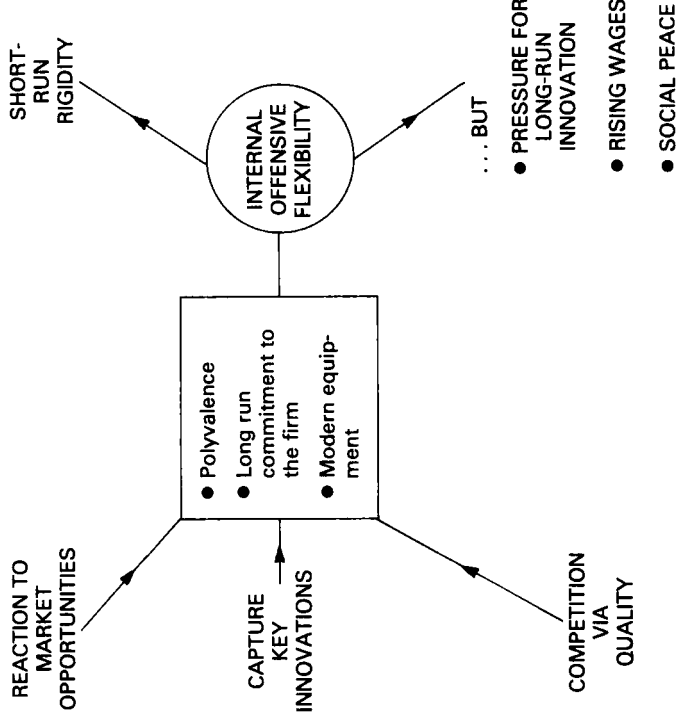 REACTION TO
MARKET
OPPORTUNITIES
CAPTURE
KEY
INNOVATIONS
COMPETITION
VIA
QUALITY
● Polyvalence
● Long run
commitment to
the firm
● Modern equip-
ment
INTERNAL
OFFENSIVE
FLEXIBILITY
SHORT-
RUN
RIGIDITY
... BUT
● PRESSURE FOR
LONG-RUN
INNOVATION
● RISING WAGES
● SOCIAL PEACE